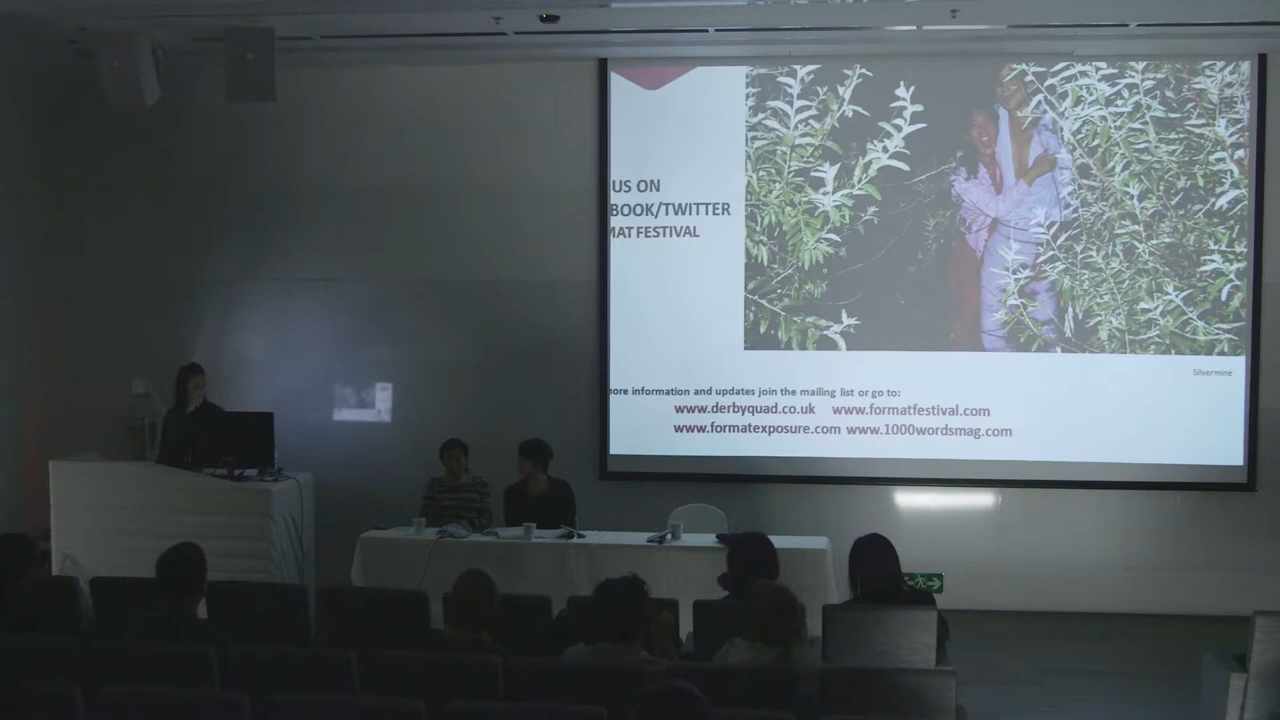 US ON
BOOK/TWITTER
MAT FESTIVAL
Silvermine
ore information and updates join the mailing list or go to:
www.derbyquad.co.uk www.formatfestival.com
www.formatexposure.com www.1000wordsmag.com